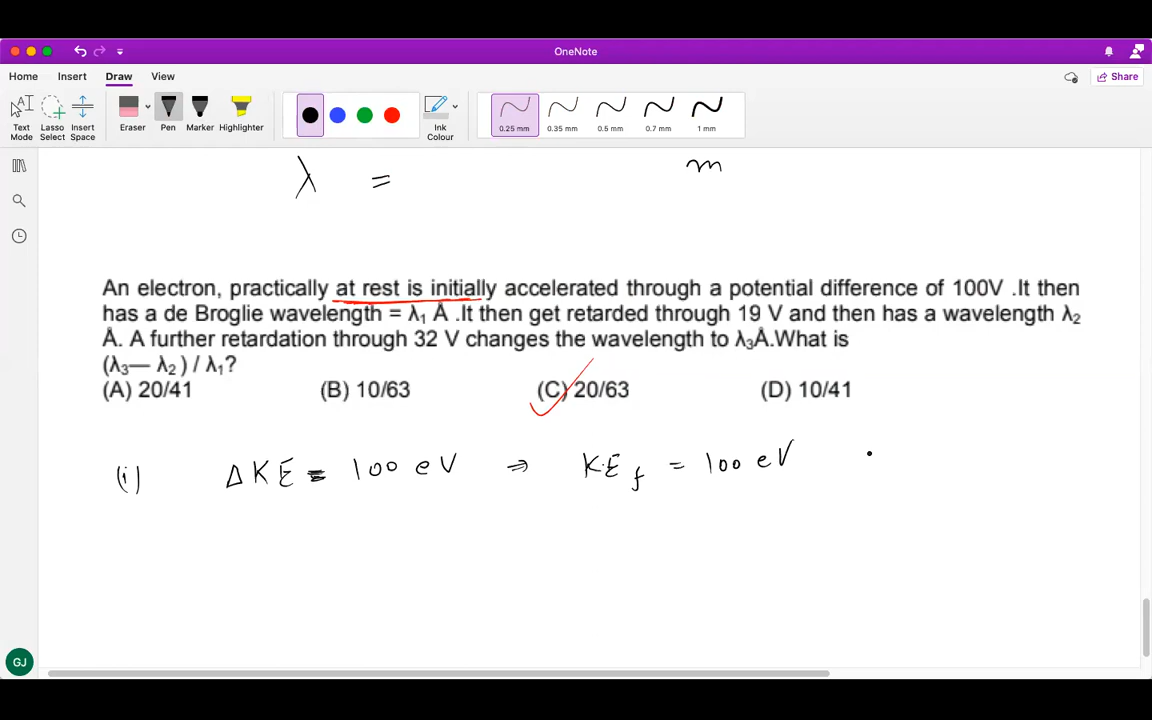 OneNote
Home Insert Draw View
Share
Text Mode
Lasso Select
Insert Space
Eraser
Pen
Marker
Highlighter
Ink Colour
0.25 mm
0.35 mm
0.5 mm
0.7 mm
1 mm
λ = m
An electron, practically at rest is initially accelerated through a potential difference of 100V .It then
has a de Broglie wavelength = λ₁ Å .It then get retarded through 19 V and then has a wavelength λ₂
Å. A further retardation through 32 V changes the wavelength to λ₃Å.What is
(λ₃— λ₂ ) / λ₁?
(A) 20/41 (B) 10/63 (C) 20/63 (D) 10/41
(i) ΔKE = 100 eV ⇒ K.E f = 100 eV
GJ